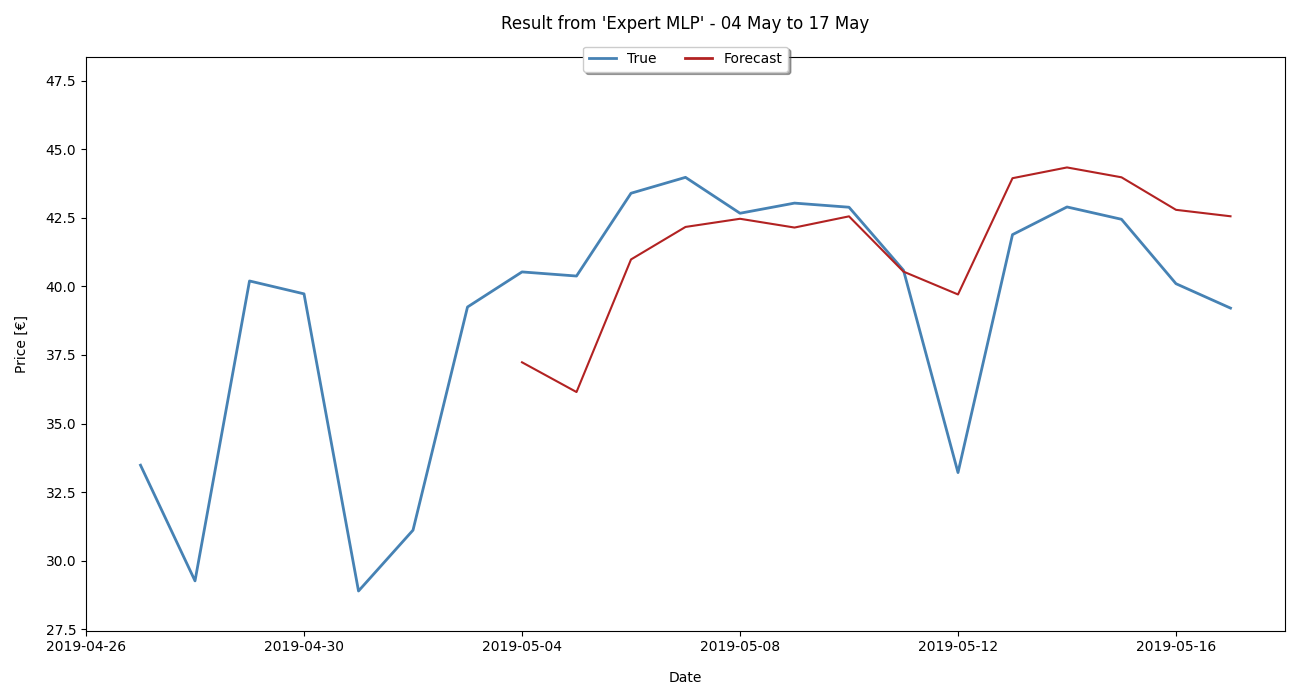 Result from 'Expert MLP' - 04 May to 17 May
True Forecast
47.5
45.0
42.5
40.0
37.5
35.0
32.5
30.0
27.5
Price [€]
2019-04-26 2019-04-30 2019-05-04 2019-05-08 2019-05-12 2019-05-16
Date